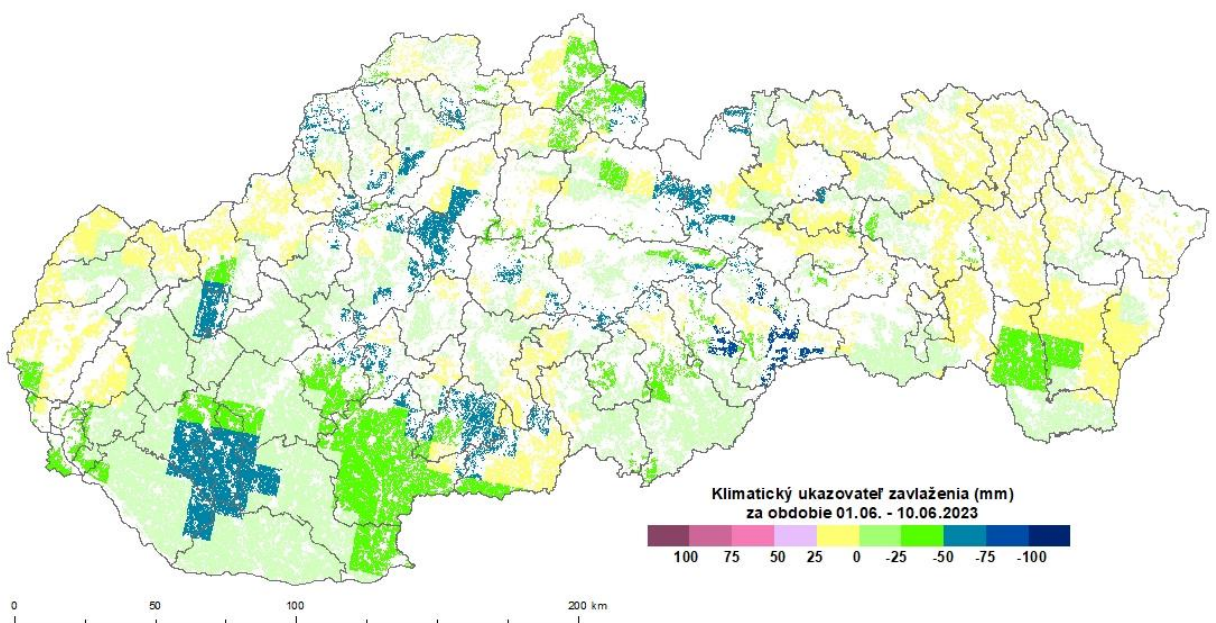 Klimatický ukazovateľ zavlaženia (mm)
za obdobie 01.06. - 10.06.2023
100 75 50 25 0 -25 -50 -75 -100
0 50 100 200 km